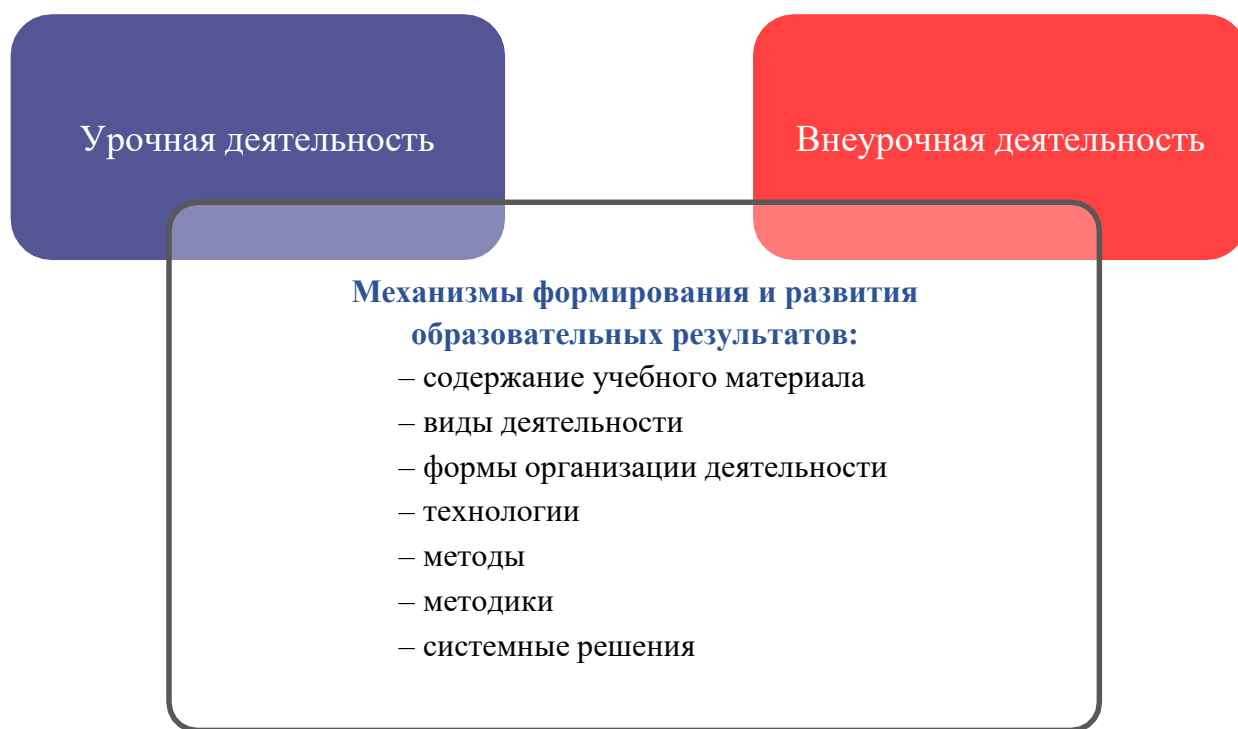 Урочная деятельность
Внеурочная деятельность
Механизмы формирования и развития
образовательных результатов:
– содержание учебного материала
– виды деятельности
– формы организации деятельности
– технологии
– методы
– методики
– системные решения